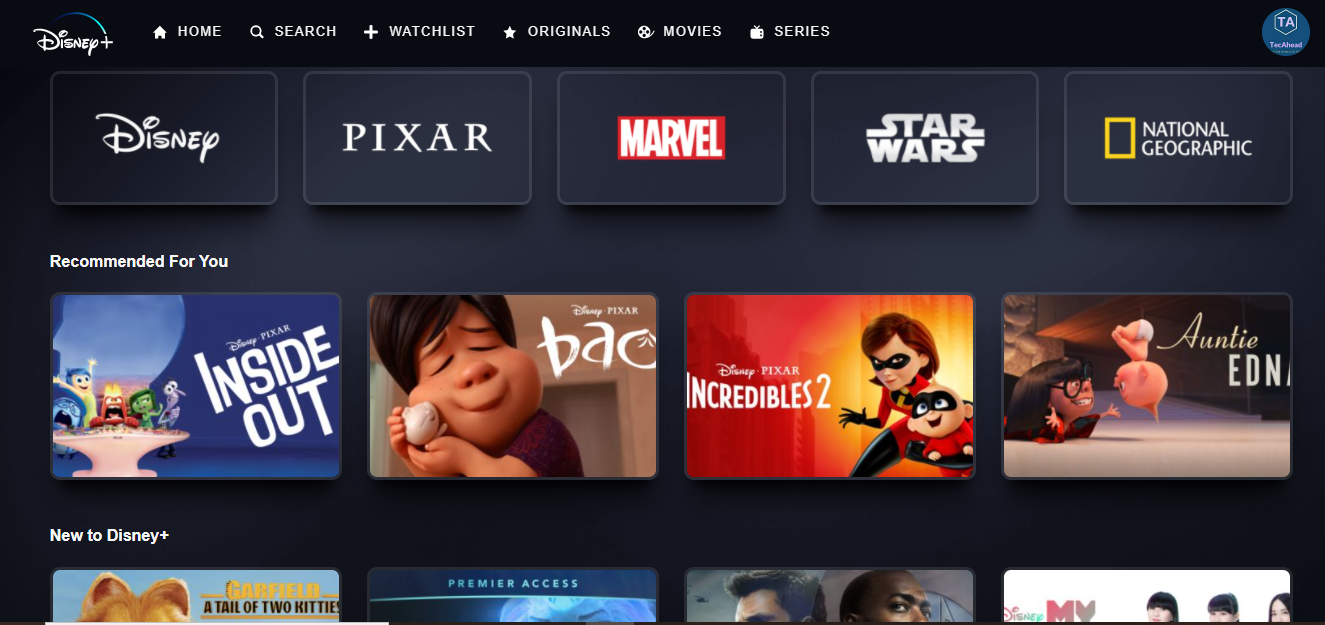 Disney+
HOME
SEARCH
WATCHLIST
ORIGINALS
MOVIES
SERIES
TA
TecAhead
Disney
PIXAR
MARVEL
STAR
WARS
NATIONAL
GEOGRAPHIC
Recommended For You
Disney · PIXAR
INSIDE
OUT
Disney · PIXAR
bao
Disney · PIXAR
INCREDIBLES 2
Auntie
EDNA
New to Disney+
GARFIELD
A TAIL OF TWO KITTIES
PREMIER ACCESS
Disney
MY